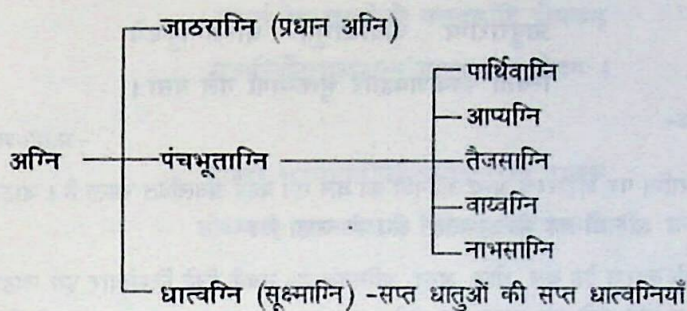 जाठराग्नि (प्रधान अग्नि)
पार्थिवाग्नि
आप्यग्नि
अग्नि पंचभूताग्नि तैजसाग्नि
वाय्वग्नि
नाभसाग्नि
धात्वग्नि (सूक्ष्माग्नि) -सप्त धातुओं की सप्त धात्वग्नियाँ